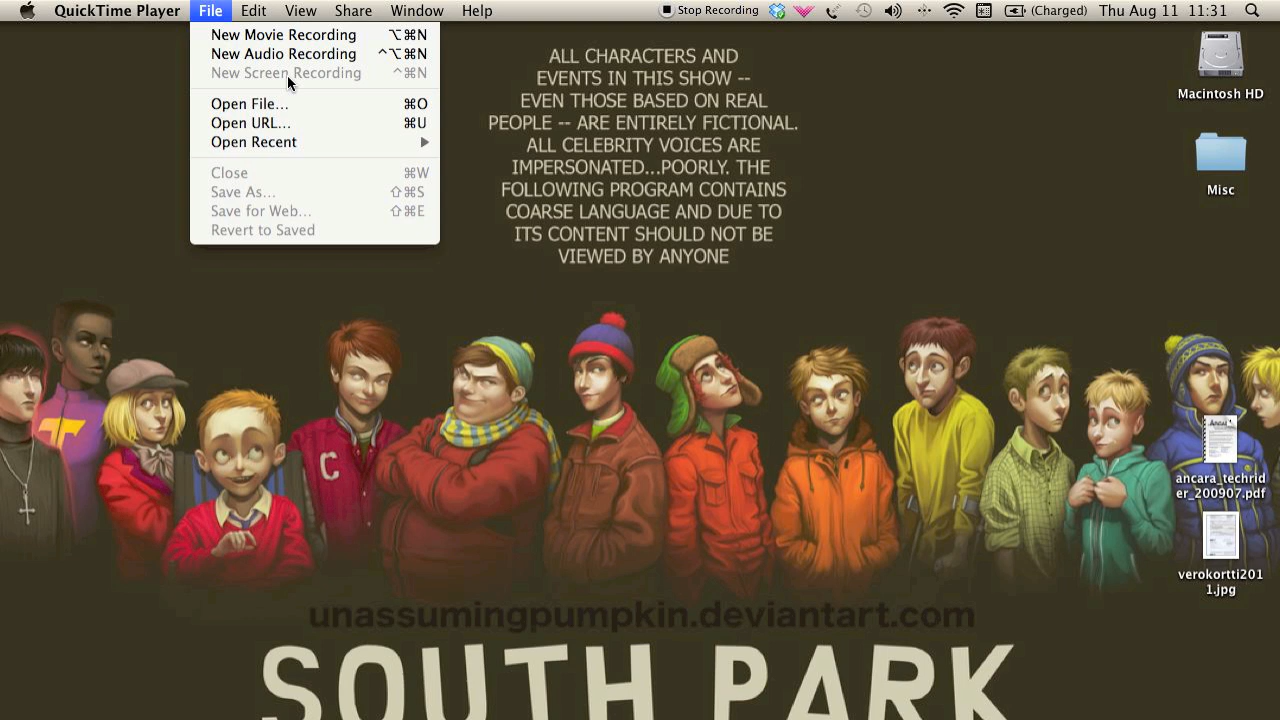 QuickTime Player File Edit View Share Window Help Stop Recording (Charged) Thu Aug 11 11:31
New Movie Recording ⌥⌘N
New Audio Recording ^⌥⌘N
New Screen Recording ^⌘N
Open File... ⌘O
Open URL... ⌘U
Open Recent ▶
Close ⌘W
Save As... ⇧⌘S
Save for Web... ⇧⌘E
Revert to Saved
ALL CHARACTERS AND
EVENTS IN THIS SHOW --
EVEN THOSE BASED ON REAL
PEOPLE -- ARE ENTIRELY FICTIONAL.
ALL CELEBRITY VOICES ARE
IMPERSONATED...POORLY. THE
FOLLOWING PROGRAM CONTAINS
COARSE LANGUAGE AND DUE TO
ITS CONTENT SHOULD NOT BE
VIEWED BY ANYONE
Macintosh HD
Misc
C
ancara_techrid
er_200907.pdf
verokortti201
1.jpg
unassumingpumpkin.deviantart.com
SOUTH PARK